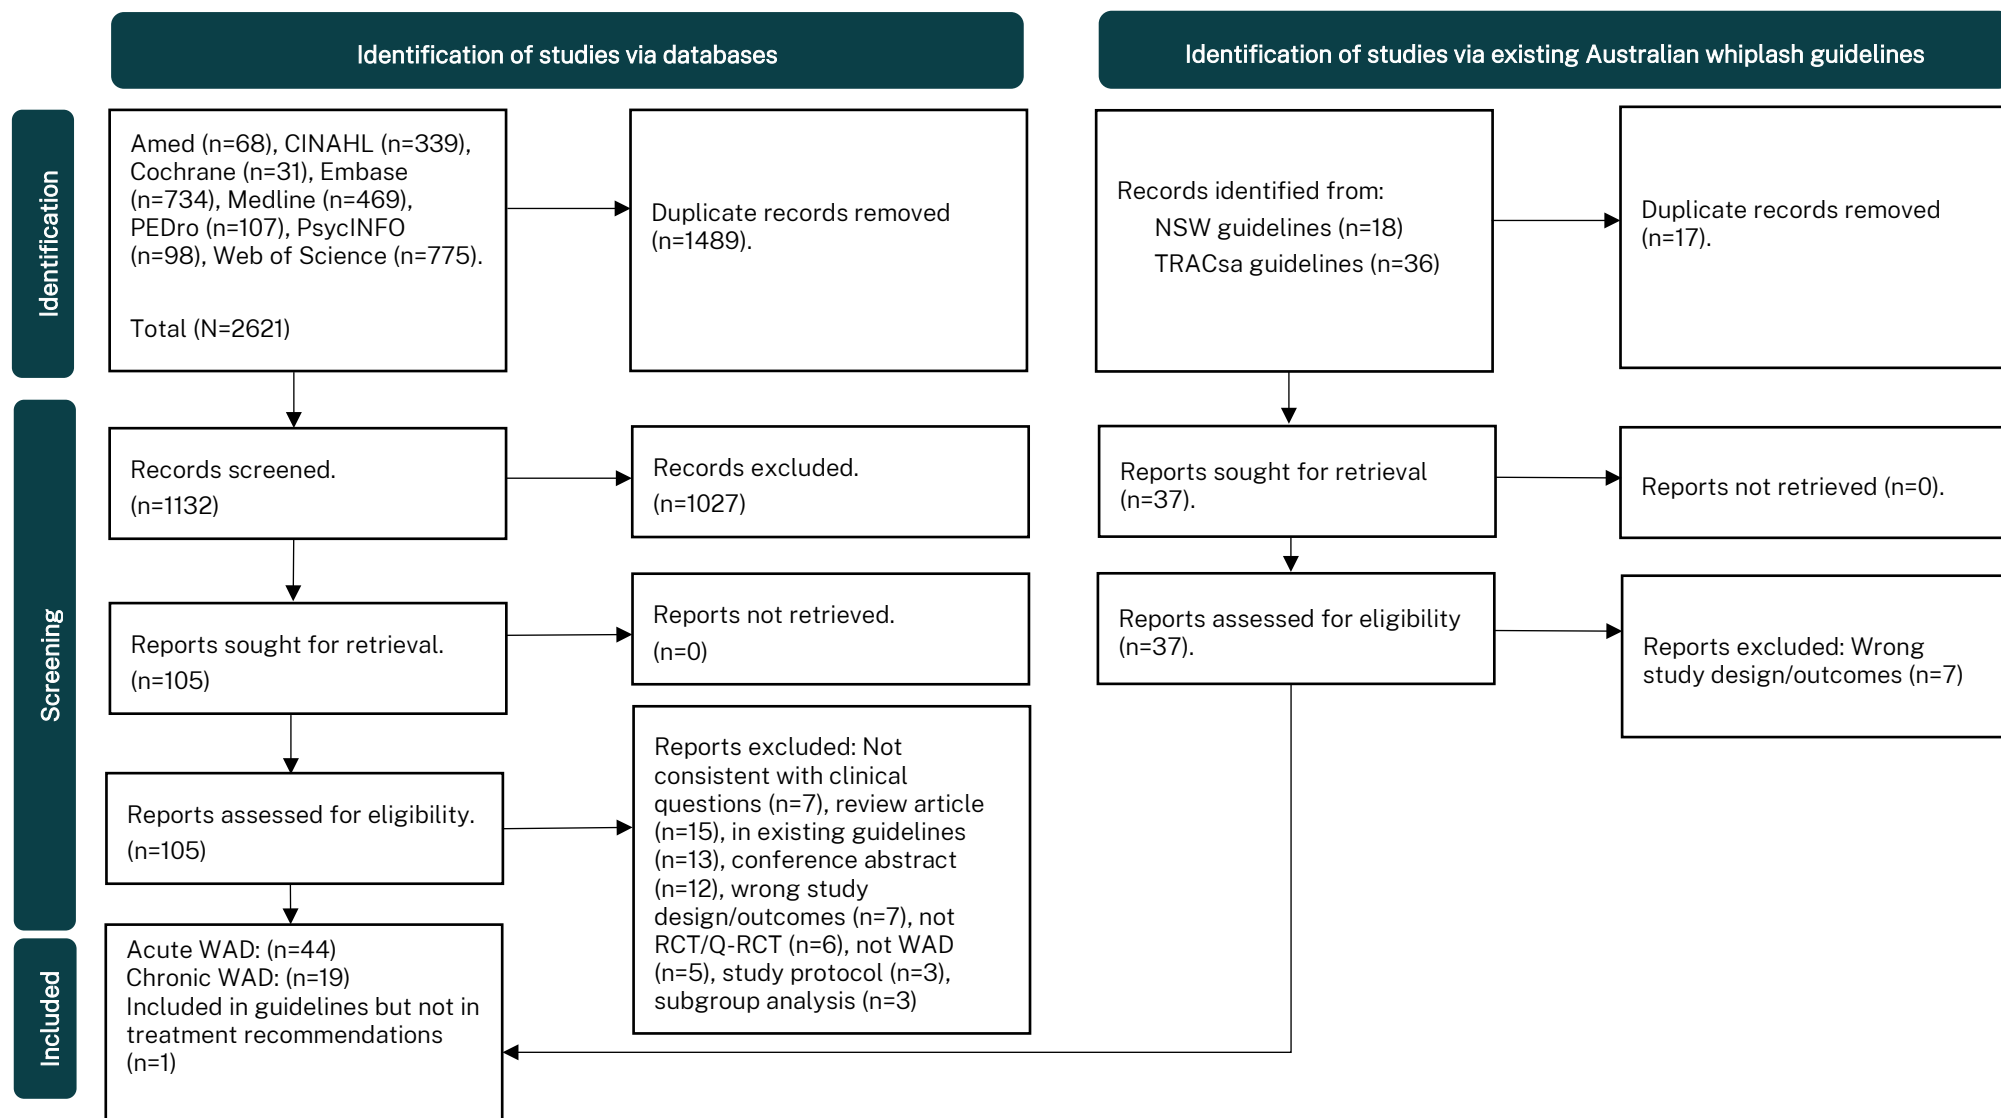 Identification of studies via databases
Identification of studies via existing Australian whiplash guidelines
Identification
Amed (n=68), CINAHL (n=339),
Cochrane (n=31), Embase
(n=734), Medline (n=469),
PEDro (n=107), PsycINFO
(n=98), Web of Science (n=775).
Total (N=2621)
Duplicate records removed
(n=1489).
Records identified from:
NSW guidelines (n=18)
TRACsa guidelines (n=36)
Duplicate records removed
(n=17).
Screening
Records screened.
(n=1132)
Records excluded.
(n=1027)
Reports sought for retrieval
(n=37).
Reports not retrieved (n=0).
Reports sought for retrieval.
(n=105)
Reports not retrieved.
(n=0)
Reports assessed for eligibility
(n=37).
Reports excluded: Wrong
study design/outcomes (n=7)
Reports assessed for eligibility.
(n=105)
Reports excluded: Not
consistent with clinical
questions (n=7), review article
(n=15), in existing guidelines
(n=13), conference abstract
(n=12), wrong study
design/outcomes (n=7), not
RCT/Q-RCT (n=6), not WAD
(n=5), study protocol (n=3),
subgroup analysis (n=3)
Included
Acute WAD: (n=44)
Chronic WAD: (n=19)
Included in guidelines but not in
treatment recommendations
(n=1)